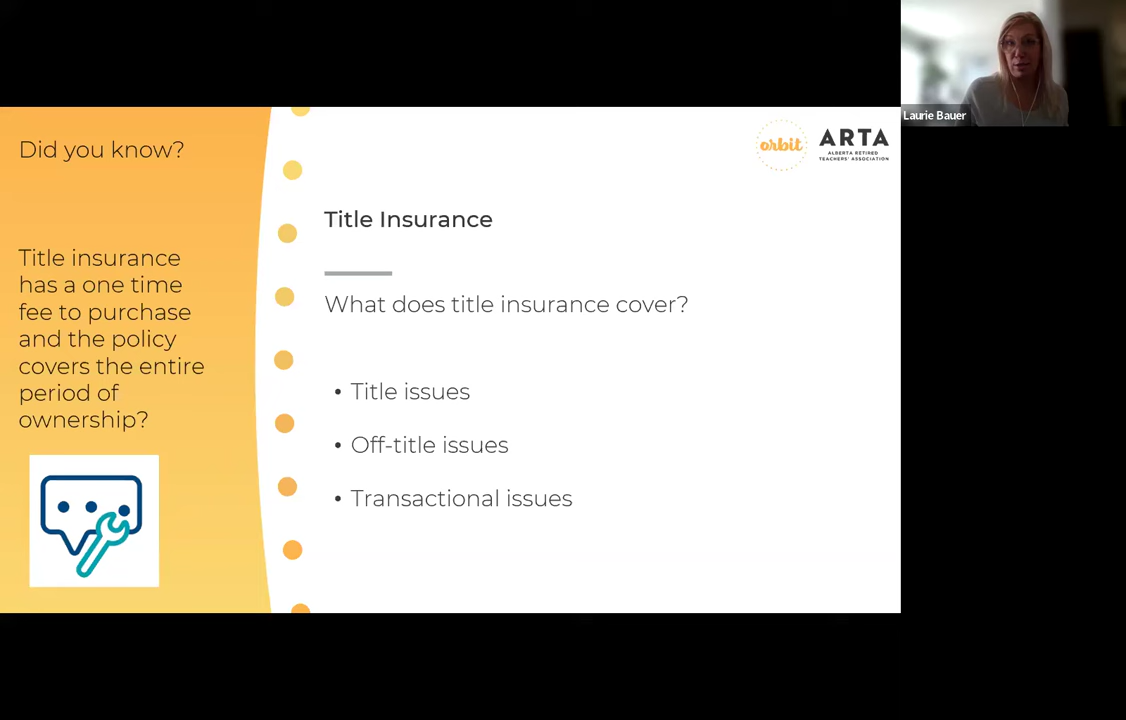 Laurie Bauer
Did you know?
Title insurance
has a one time
fee to purchase
and the policy
covers the entire
period of
ownership?
orbit
ARTA
ALBERTA RETIRED
TEACHERS' ASSOCIATION
Title Insurance
What does title insurance cover?
• Title issues
• Off-title issues
• Transactional issues